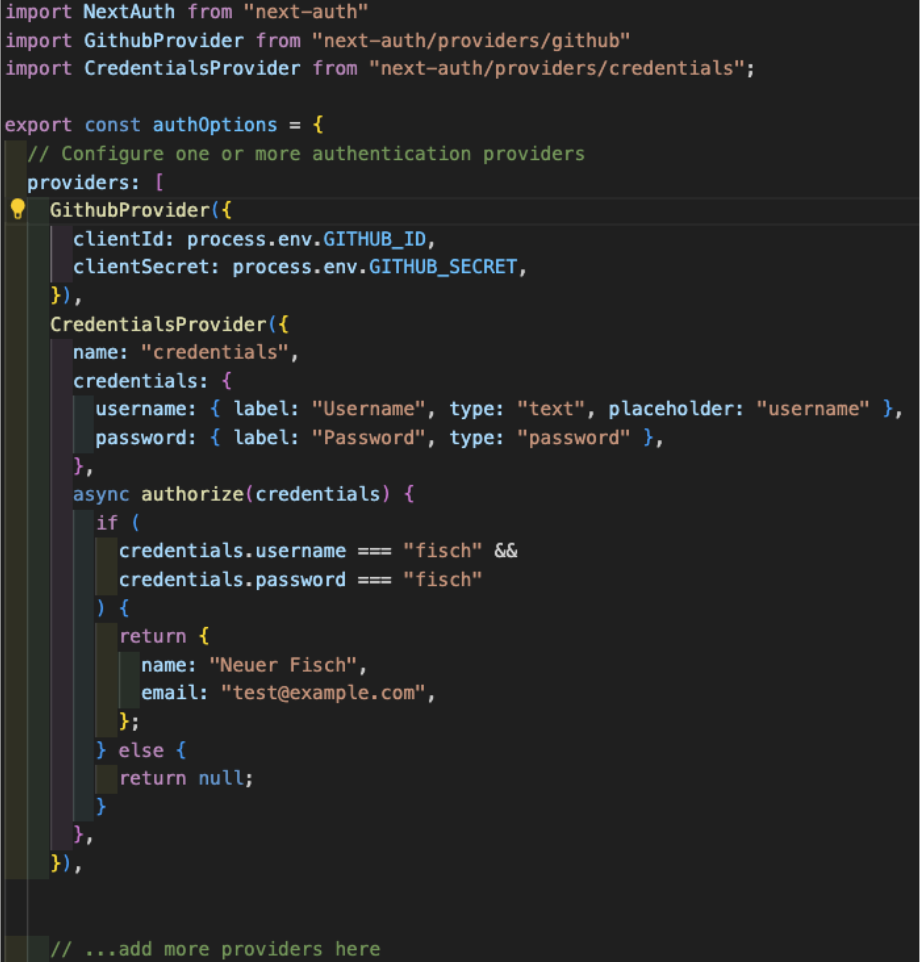 import NextAuth from "next-auth"
import GithubProvider from "next-auth/providers/github"
import CredentialsProvider from "next-auth/providers/credentials";

export const authOptions = {
  // Configure one or more authentication providers
  providers: [
    GithubProvider({
      clientId: process.env.GITHUB_ID,
      clientSecret: process.env.GITHUB_SECRET,
    }),
    CredentialsProvider({
      name: "credentials",
      credentials: {
        username: { label: "Username", type: "text", placeholder: "username" },
        password: { label: "Password", type: "password" },
      },
      async authorize(credentials) {
        if (
          credentials.username === "fisch" &&
          credentials.password === "fisch"
        ) {
          return {
            name: "Neuer Fisch",
            email: "test@example.com",
          };
        } else {
          return null;
        }
      },
    }),


    // ...add more providers here